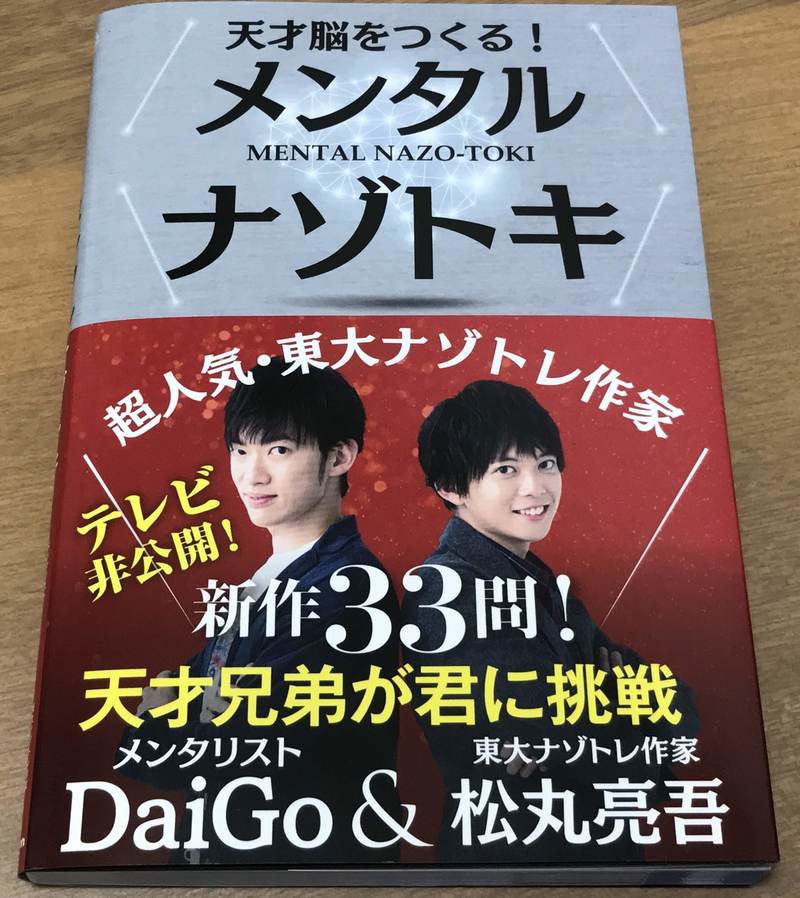 天才脳をつくる!
メンタル
MENTAL NAZO-TOKI
ナゾトキ
超人気・東大ナゾトレ作家
テレビ
非公開!
新作33問!
天才兄弟が君に挑戦
メンタリスト
DaiGo &
東大ナゾトレ作家
松丸亮吾